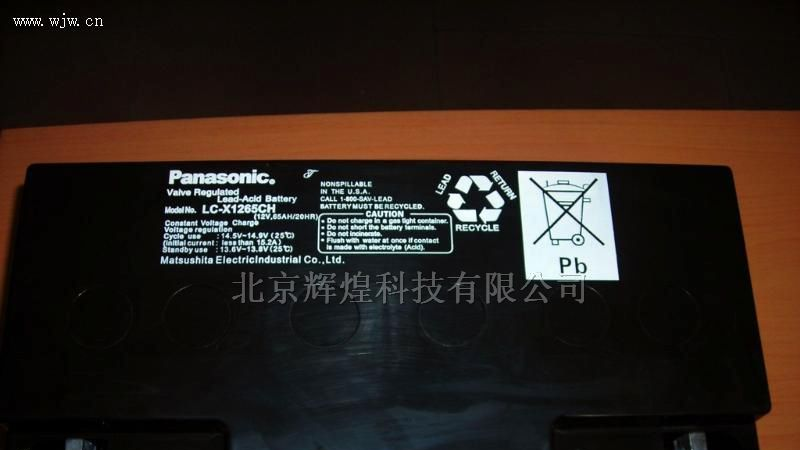 www.wjw.cn
Panasonic.
Valve Regulated
Lead-Acid Battery
Model No. LC-X1265CH
(12V,65AH/20HR)
Constant Voltage Charge
Voltage regulation
Cycle use : 14.5V-14.9V (25℃)
(Initial current : less than 16.2A)
Standby use : 13.6V-13.8V (25℃)
Matsushita ElectricIndustrial Co.,Ltd.
NONSPILLABLE
IN THE U.S.A.
CALL 1-800-SAV-LEAD
BATTERY MUST BE RECYCLED.
CAUTION
Do not charge in a gas tight container.
Do not short the battery terminals.
Do not incinerate.
Flush with water at once if contact
is made with electrolyte (Acid).
LEAD
RETURN
RECYCLE
Pb
北京辉煌科技有限公司